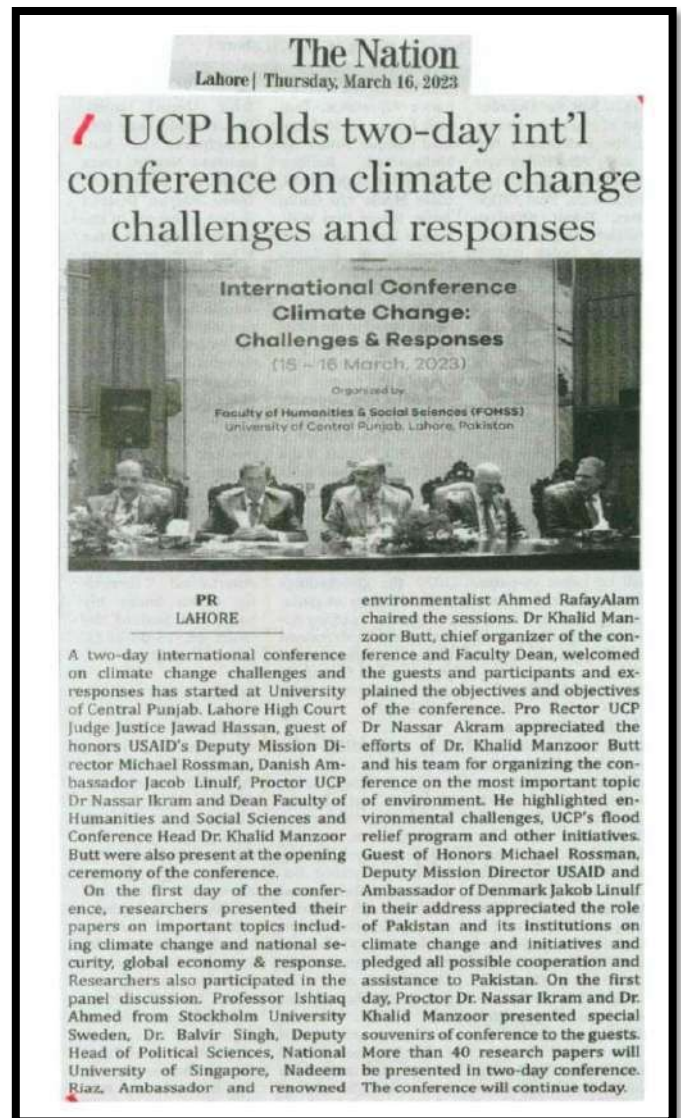 The Nation
Lahore| Thursday, March 16, 2023
UCP holds two-day int'l
conference on climate change
challenges and responses
International Conference
Climate Change:
Challenges & Responses
(15 – 16 March, 2023)
Organized by
Faculty of Humanities & Social Sciences (FOHSS)
University of Central Punjab, Lahore, Pakistan
PR
LAHORE
A two-day international conference
on climate change challenges and
responses has started at University
of Central Punjab. Lahore High Court
Judge Justice Jawad Hassan, guest of
honors USAID's Deputy Mission Di-
rector Michael Rossman, Danish Am-
bassador Jacob Linulf, Proctor UCP
Dr Nassar Ikram and Dean Faculty of
Humanities and Social Sciences and
Conference Head Dr. Khalid Manzoor
Butt were also present at the opening
ceremony of the conference.
On the first day of the confer-
ence, researchers presented their
papers on important topics includ-
ing climate change and national se-
curity, global economy & response.
Researchers also participated in the
panel discussion. Professor Ishtiaq
Ahmed from Stockholm University
Sweden, Dr. Balvir Singh, Deputy
Head of Political Sciences, National
University of Singapore, Nadeem
Riaz, Ambassador and renowned
environmentalist Ahmed RafayAlam
chaired the sessions. Dr Khalid Man-
zoor Butt, chief organizer of the con-
ference and Faculty Dean, welcomed
the guests and participants and ex-
plained the objectives and objectives
of the conference. Pro Rector UCP
Dr Nassar Akram appreciated the
efforts of Dr. Khalid Manzoor Butt
and his team for organizing the con-
ference on the most important topic
of environment. He highlighted en-
vironmental challenges, UCP's flood
relief program and other initiatives.
Guest of Honors Michael Rossman,
Deputy Mission Director USAID and
Ambassador of Denmark Jakob Linulf
in their address appreciated the role
of Pakistan and its institutions on
climate change and initiatives and
pledged all possible cooperation and
assistance to Pakistan. On the first
day, Proctor Dr. Nassar Ikram and Dr.
Khalid Manzoor presented special
souvenirs of conference to the guests.
More than 40 research papers will
be presented in two-day conference.
The conference will continue today.